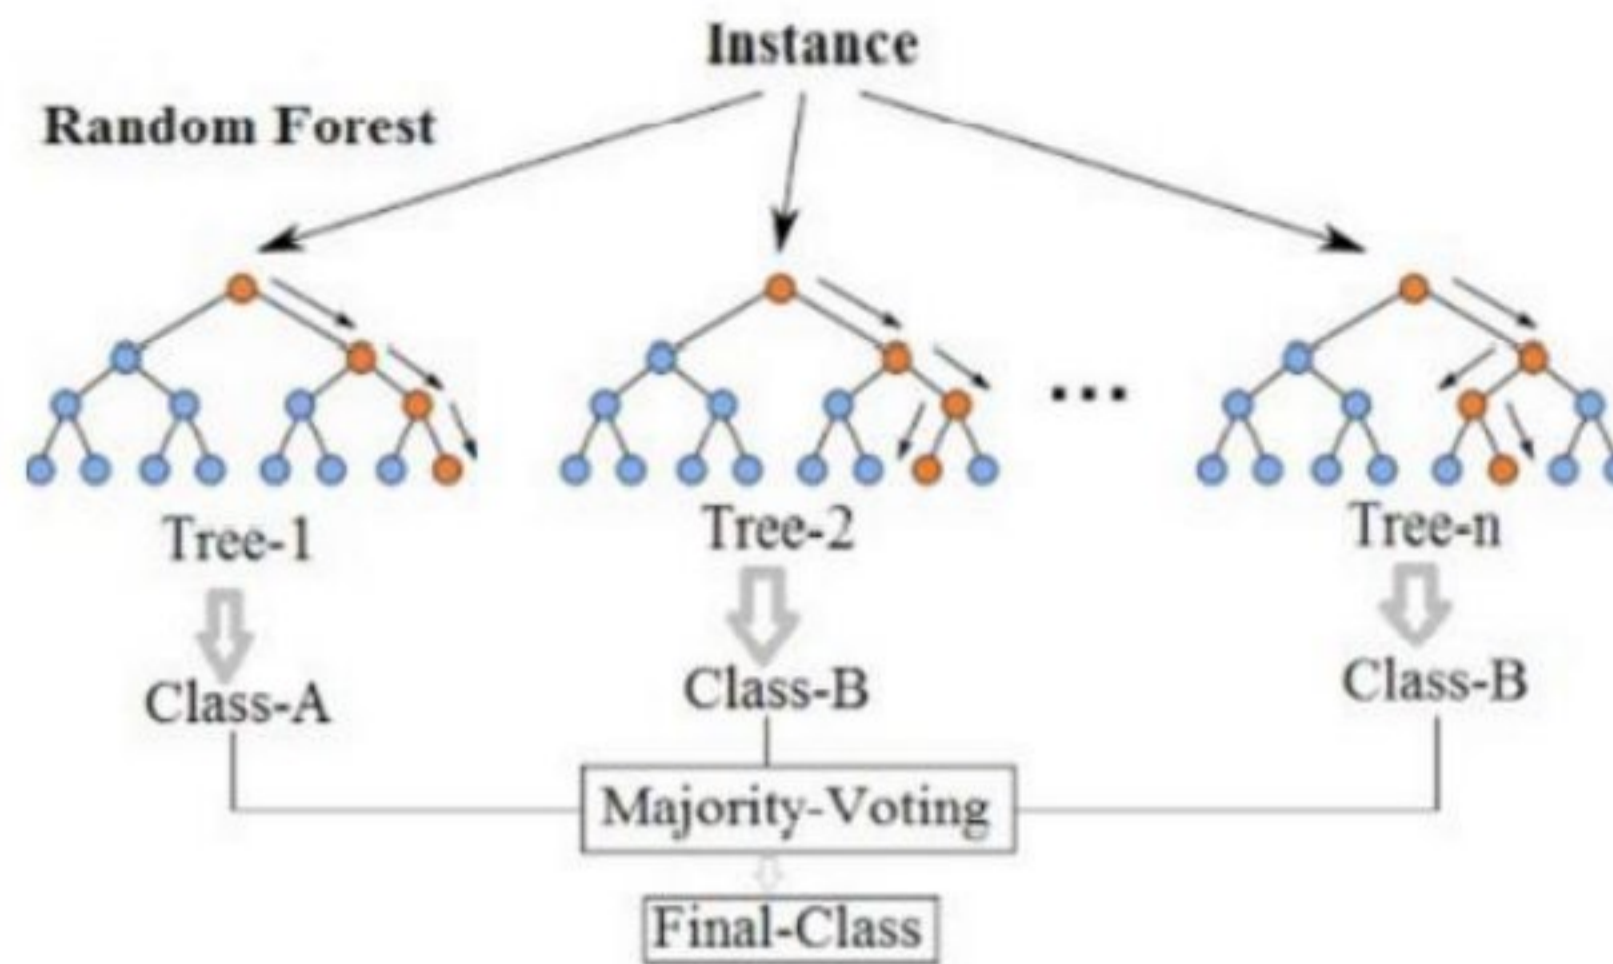 Instance
Random Forest
...
Tree-1
Tree-2
Tree-n
Class-A
Class-B
Class-B
Majority-Voting
Final-Class